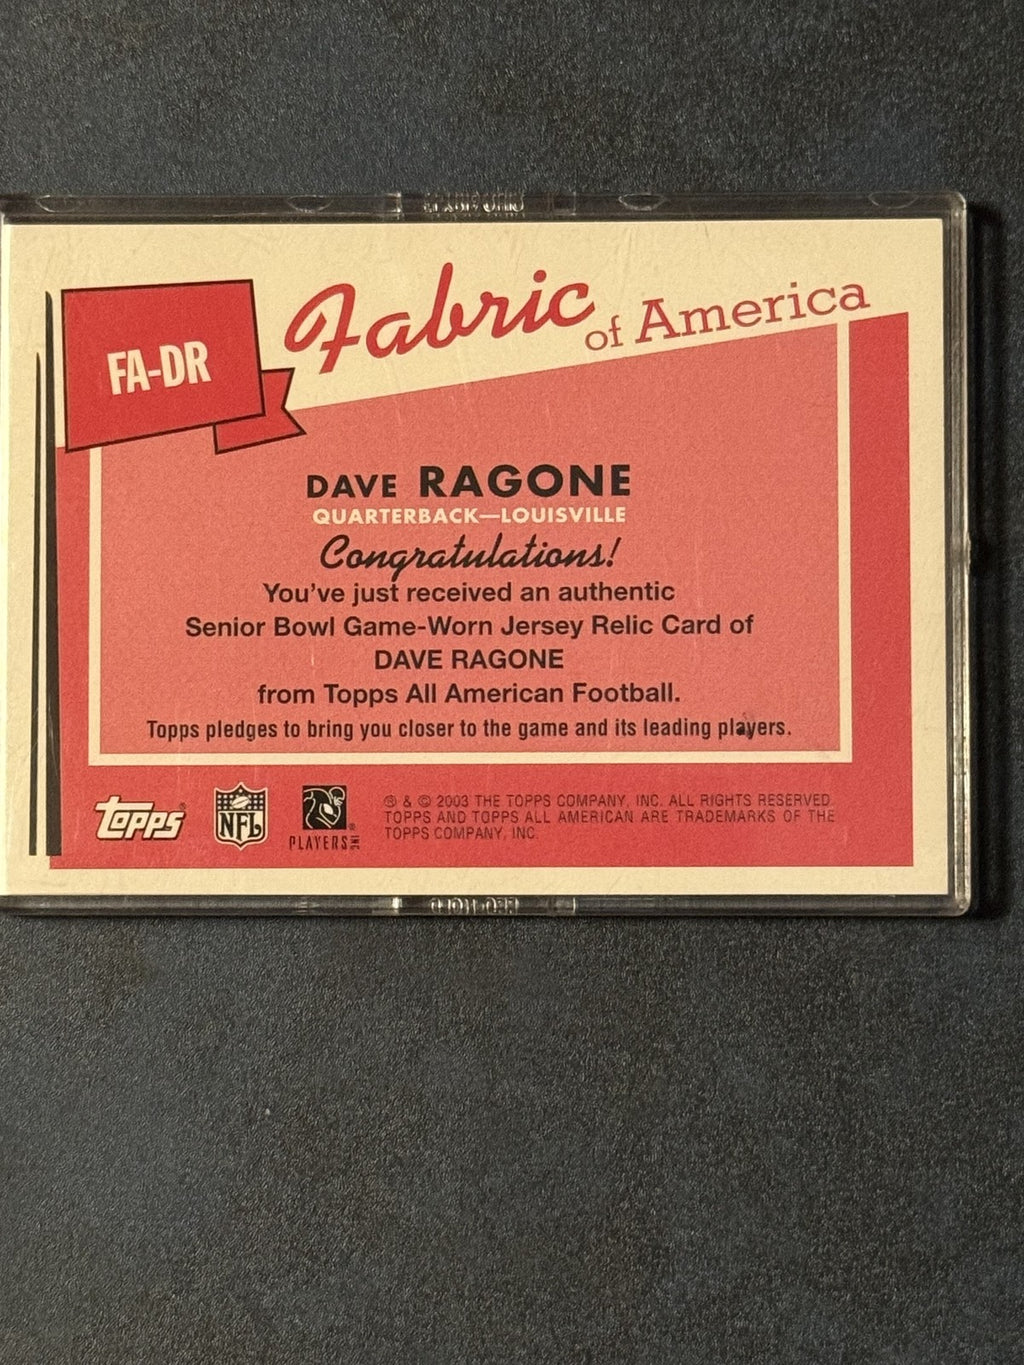 FA-DR
Fabric of America
DAVE RAGONE
QUARTERBACK—LOUISVILLE
Congratulations!
You've just received an authentic
Senior Bowl Game-Worn Jersey Relic Card of
DAVE RAGONE
from Topps All American Football.
Topps pledges to bring you closer to the game and its leading players.
topps
NFL
PLAYERS INC
® & © 2003 THE TOPPS COMPANY, INC. ALL RIGHTS RESERVED.
TOPPS AND TOPPS ALL AMERICAN ARE TRADEMARKS OF THE
TOPPS COMPANY, INC.